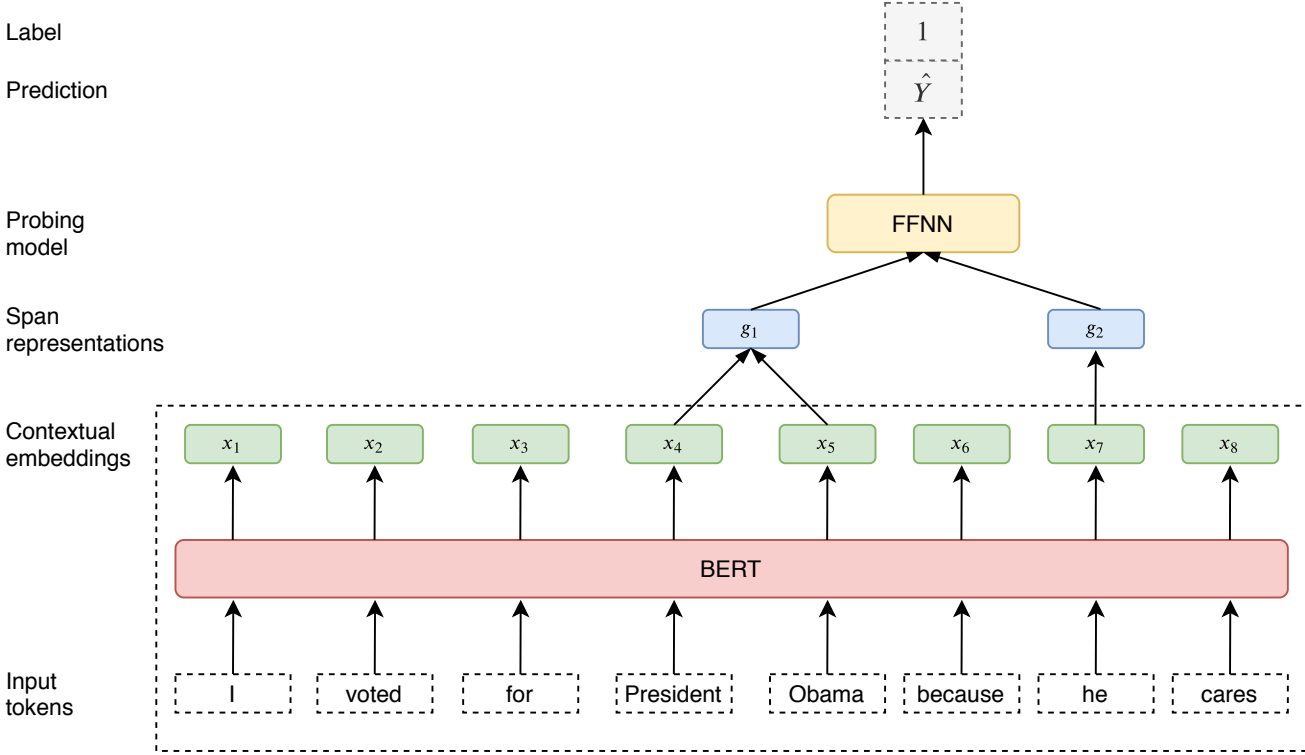 Label
1
Prediction
Ŷ
Probing
model
FFNN
Span
representations
g₁
g₂
Contextual
embeddings
x₁ x₂ x₃ x₄ x₅ x₆ x₇ x₈
BERT
Input
tokens
I voted for President Obama because he cares